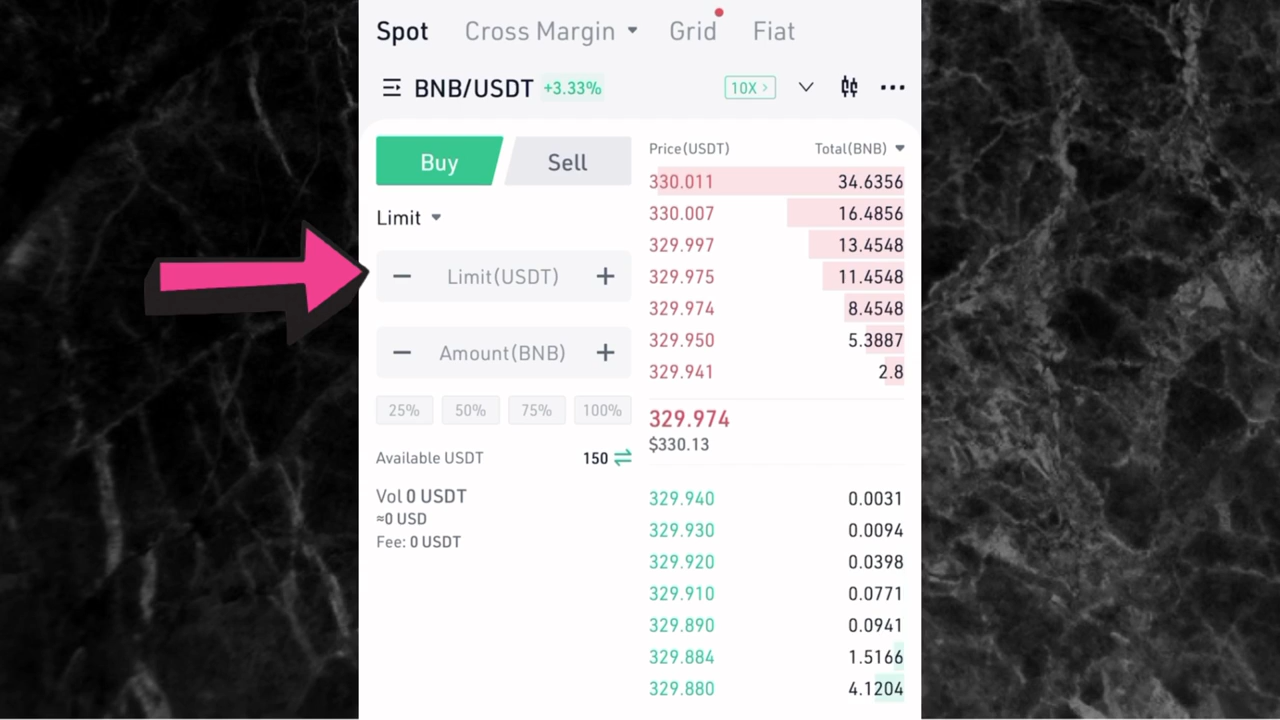 Spot Cross Margin Grid Fiat
BNB/USDT +3.33% 10X >
Buy Sell
Limit
− Limit(USDT) +
− Amount(BNB) +
25% 50% 75% 100%
Available USDT 150
Vol 0 USDT
≈0 USD
Fee: 0 USDT
Price(USDT) Total(BNB)
330.011 34.6356
330.007 16.4856
329.997 13.4548
329.975 11.4548
329.974 8.4548
329.950 5.3887
329.941 2.8
329.974
$330.13
329.940 0.0031
329.930 0.0094
329.920 0.0398
329.910 0.0771
329.890 0.0941
329.884 1.5166
329.880 4.1204